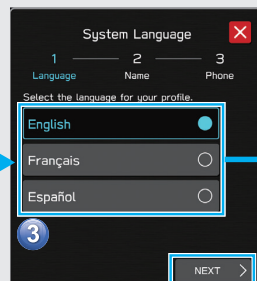 System Language
1 2 3
Language Name Phone
Select the language for your profile.
English
Français
Español
3
NEXT